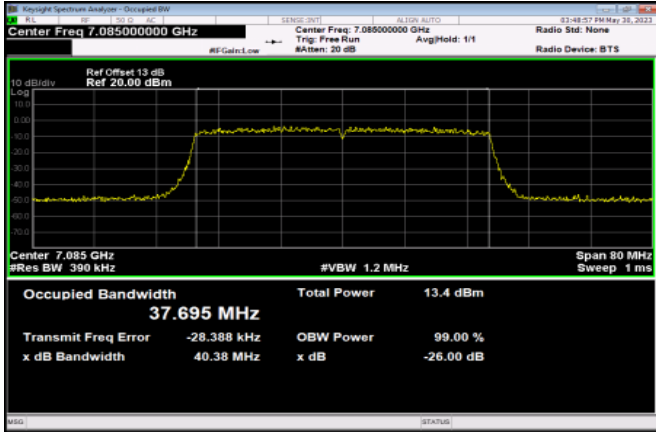 Keysight Spectrum Analyzer - Occupied BW
RL RF 50 Ω AC SENSE:INT ALIGN AUTO 03:48:57 PM May 30, 2023
Center Freq 7.085000000 GHz Center Freq: 7.085000000 GHz Radio Std: None
Trig: Free Run Avg|Hold: 1/1
#IFGain:Low #Atten: 20 dB Radio Device: BTS
Ref Offset 13 dB
10 dB/div Ref 20.00 dBm
Log
10.0
0.00
-10.0
-20.0
-30.0
-40.0
-50.0
-60.0
-70.0
Center 7.085 GHz Span 80 MHz
#Res BW 390 kHz #VBW 1.2 MHz Sweep 1 ms
Occupied Bandwidth Total Power 13.4 dBm
37.695 MHz
Transmit Freq Error -28.388 kHz OBW Power 99.00 %
x dB Bandwidth 40.38 MHz x dB -26.00 dB
MSG STATUS